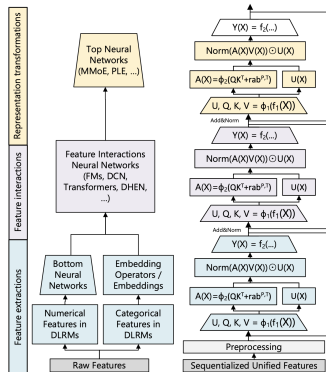 Representation transformations
Feature interactions
Feature extractions
Top Neural
Networks
(MMoE, PLE, ...)
Feature Interactions
Neural Networks
(FMs, DCN,
Transformers, DHEN,
...)
Bottom
Neural
Networks
Embedding
Operators /
Embeddings
Numerical
Features in
DLRMs
Categorical
Features in
DLRMs
Raw Features
Y(X) = f₂(...)
Norm(A(X)V(X))⊙U(X)
A(X)=ϕ₂(QKᵀ+rabᵖ,ᵀ)
U(X)
U, Q, K, V = ϕ₁(f₁(X))
Add&Norm
Y(X) = f₂(...)
Norm(A(X)V(X))⊙U(X)
A(X)=ϕ₂(QKᵀ+rabᵖ,ᵀ)
U(X)
U, Q, K, V = ϕ₁(f₁(X))
Add&Norm
Y(X) = f₂(...)
Norm(A(X)V(X))⊙U(X)
A(X)=ϕ₂(QKᵀ+rabᵖ,ᵀ)
U(X)
U, Q, K, V = ϕ₁(f₁(X))
Preprocessing
Sequentialized Unified Features